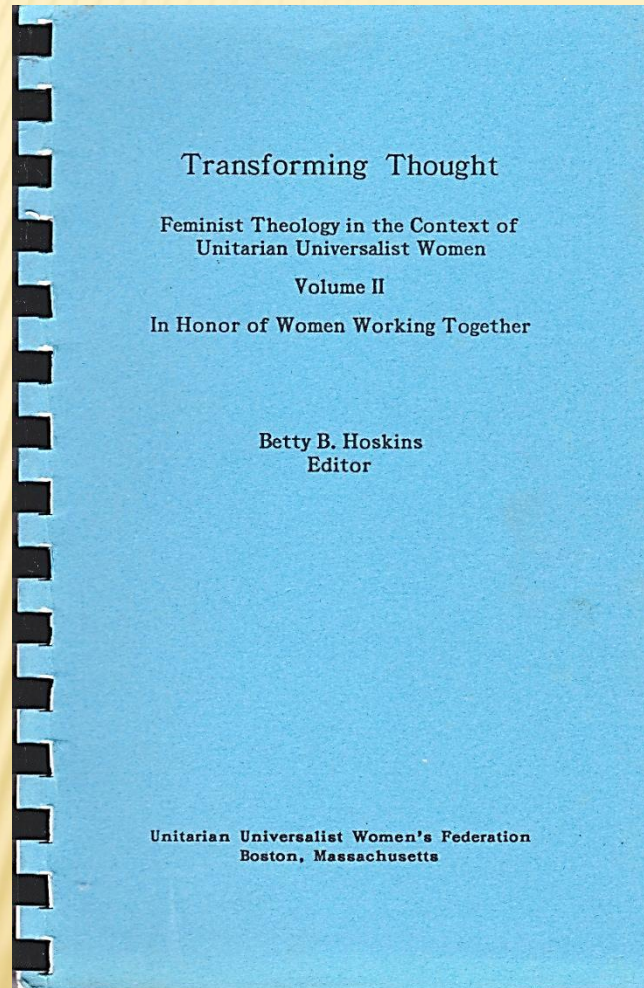 Transforming Thought
Feminist Theology in the Context of
Unitarian Universalist Women
Volume II
In Honor of Women Working Together
Betty B. Hoskins
Editor
Unitarian Universalist Women's Federation
Boston, Massachusetts